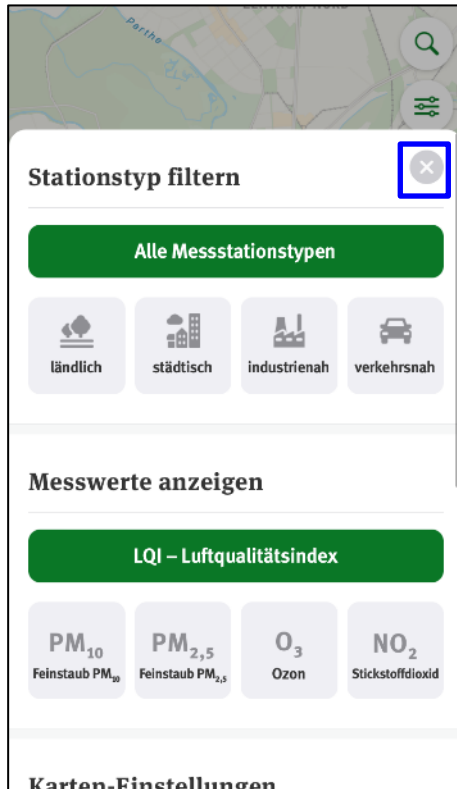 Parthe
Stationstyp filtern
Alle Messstationstypen
ländlich
städtisch
industrienah
verkehrsnah
Messwerte anzeigen
LQI – Luftqualitätsindex
PM₁₀
PM₂,₅
O₃
NO₂
Feinstaub PM₁₀
Feinstaub PM₂,₅
Ozon
Stickstoffdioxid
Karten-Einstellungen